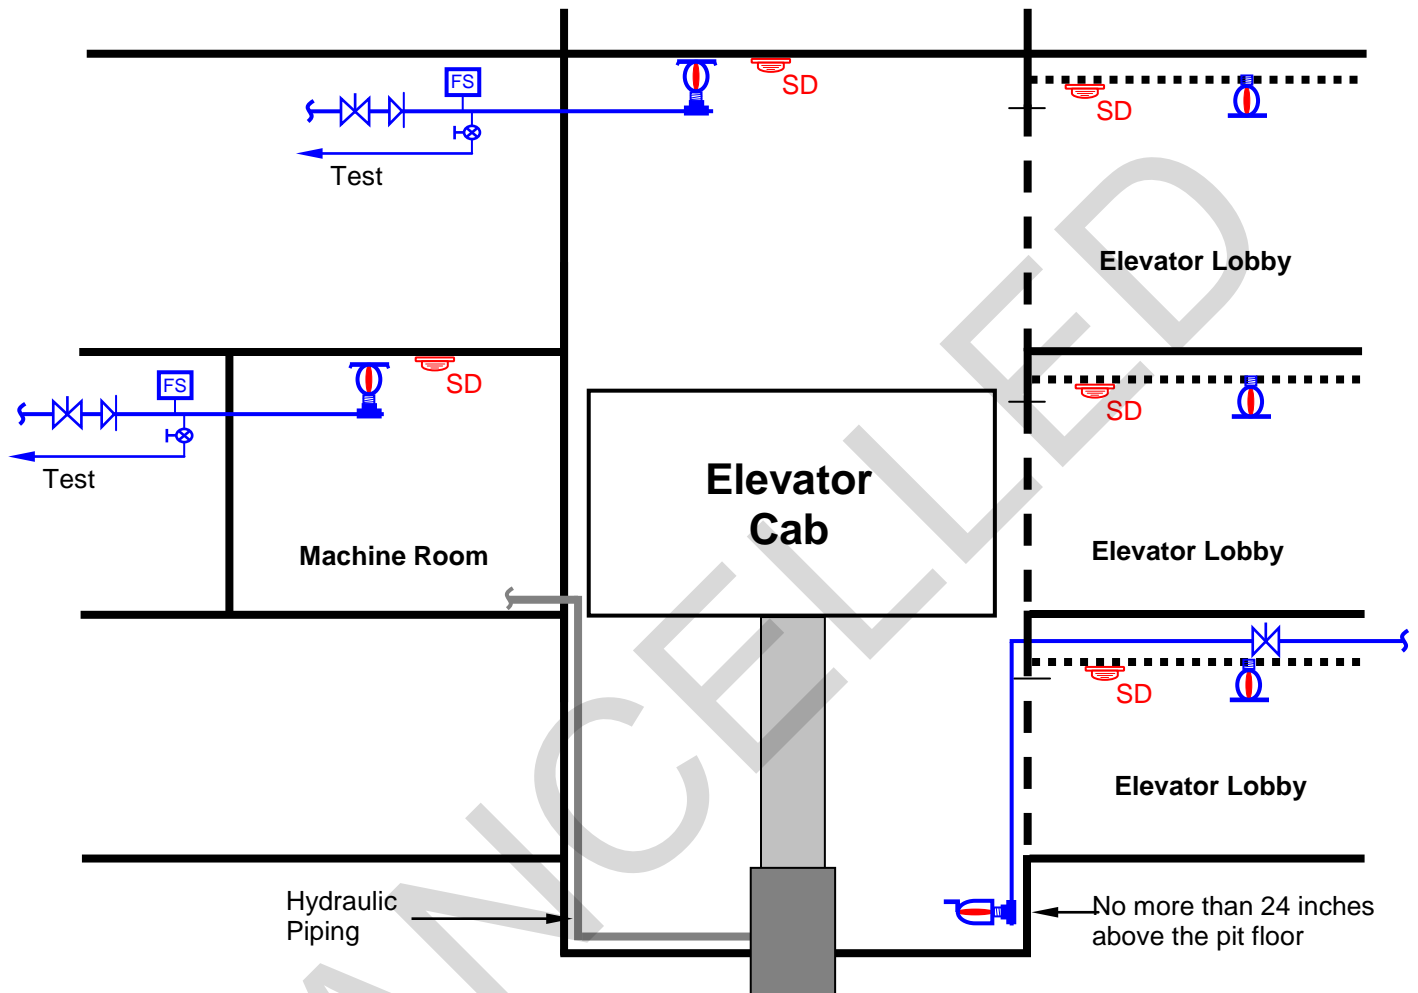 FS
SD
SD
Test
Elevator Lobby
FS
SD
SD
Test
Elevator
Cab
Machine Room
Elevator Lobby
SD
Elevator Lobby
Hydraulic
Piping
No more than 24 inches
above the pit floor
CANCELLED